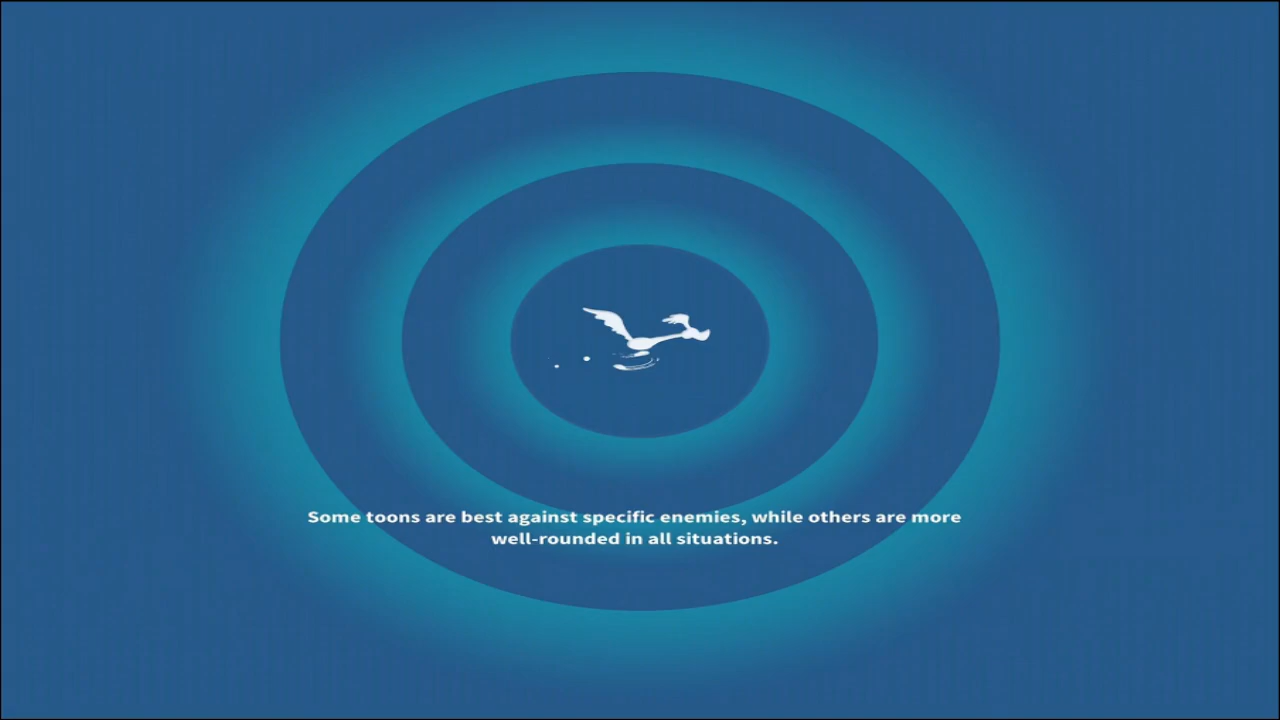 Some toons are best against specific enemies, while others are more
well-rounded in all situations.